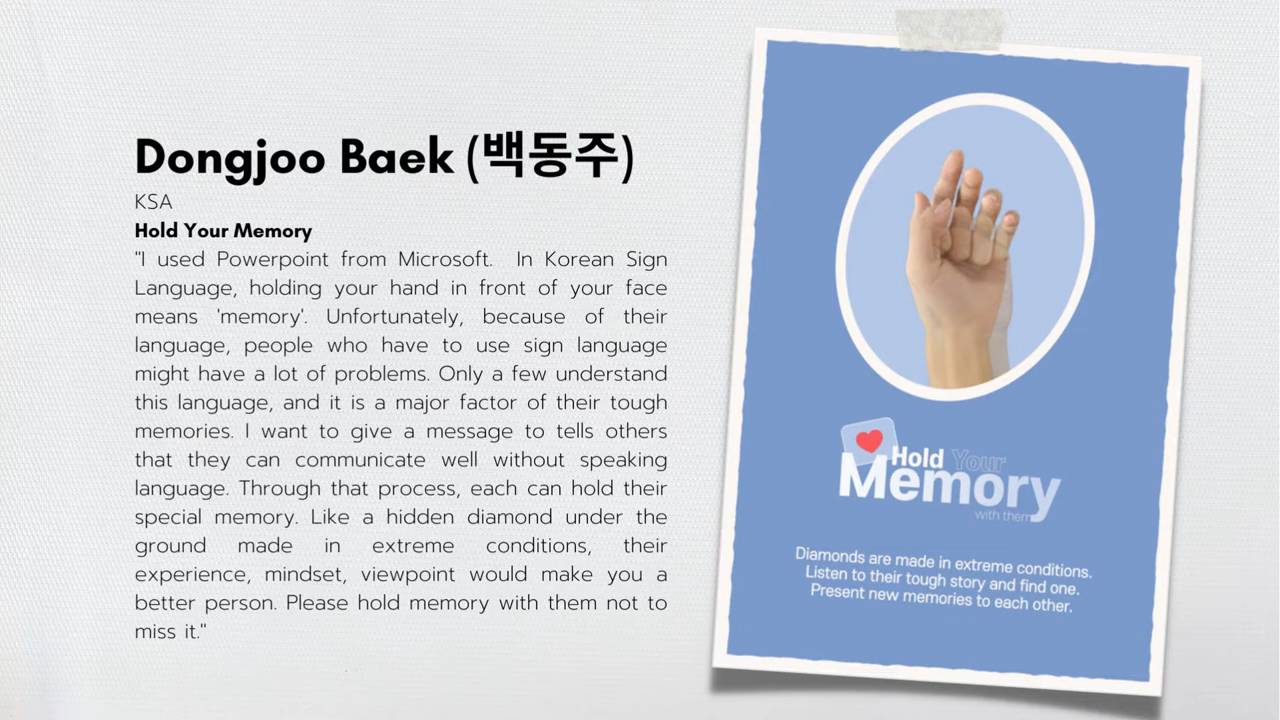 Dongjoo Baek (백동주)
KSA
Hold Your Memory
"I used Powerpoint from Microsoft.  In Korean Sign
Language, holding your hand in front of your face
means 'memory'. Unfortunately, because of their
language, people who have to use sign language
might have a lot of problems. Only a few understand
this language, and it is a major factor of their tough
memories. I want to give a message to tells others
that they can communicate well without speaking
language. Through that process, each can hold their
special memory. Like a hidden diamond under the
ground made in extreme conditions, their
experience, mindset, viewpoint would make you a
better person. Please hold memory with them not to
miss it."
Hold Your
Memory
with them
Diamonds are made in extreme conditions.
Listen to their tough story and find one.
Present new memories to each other.